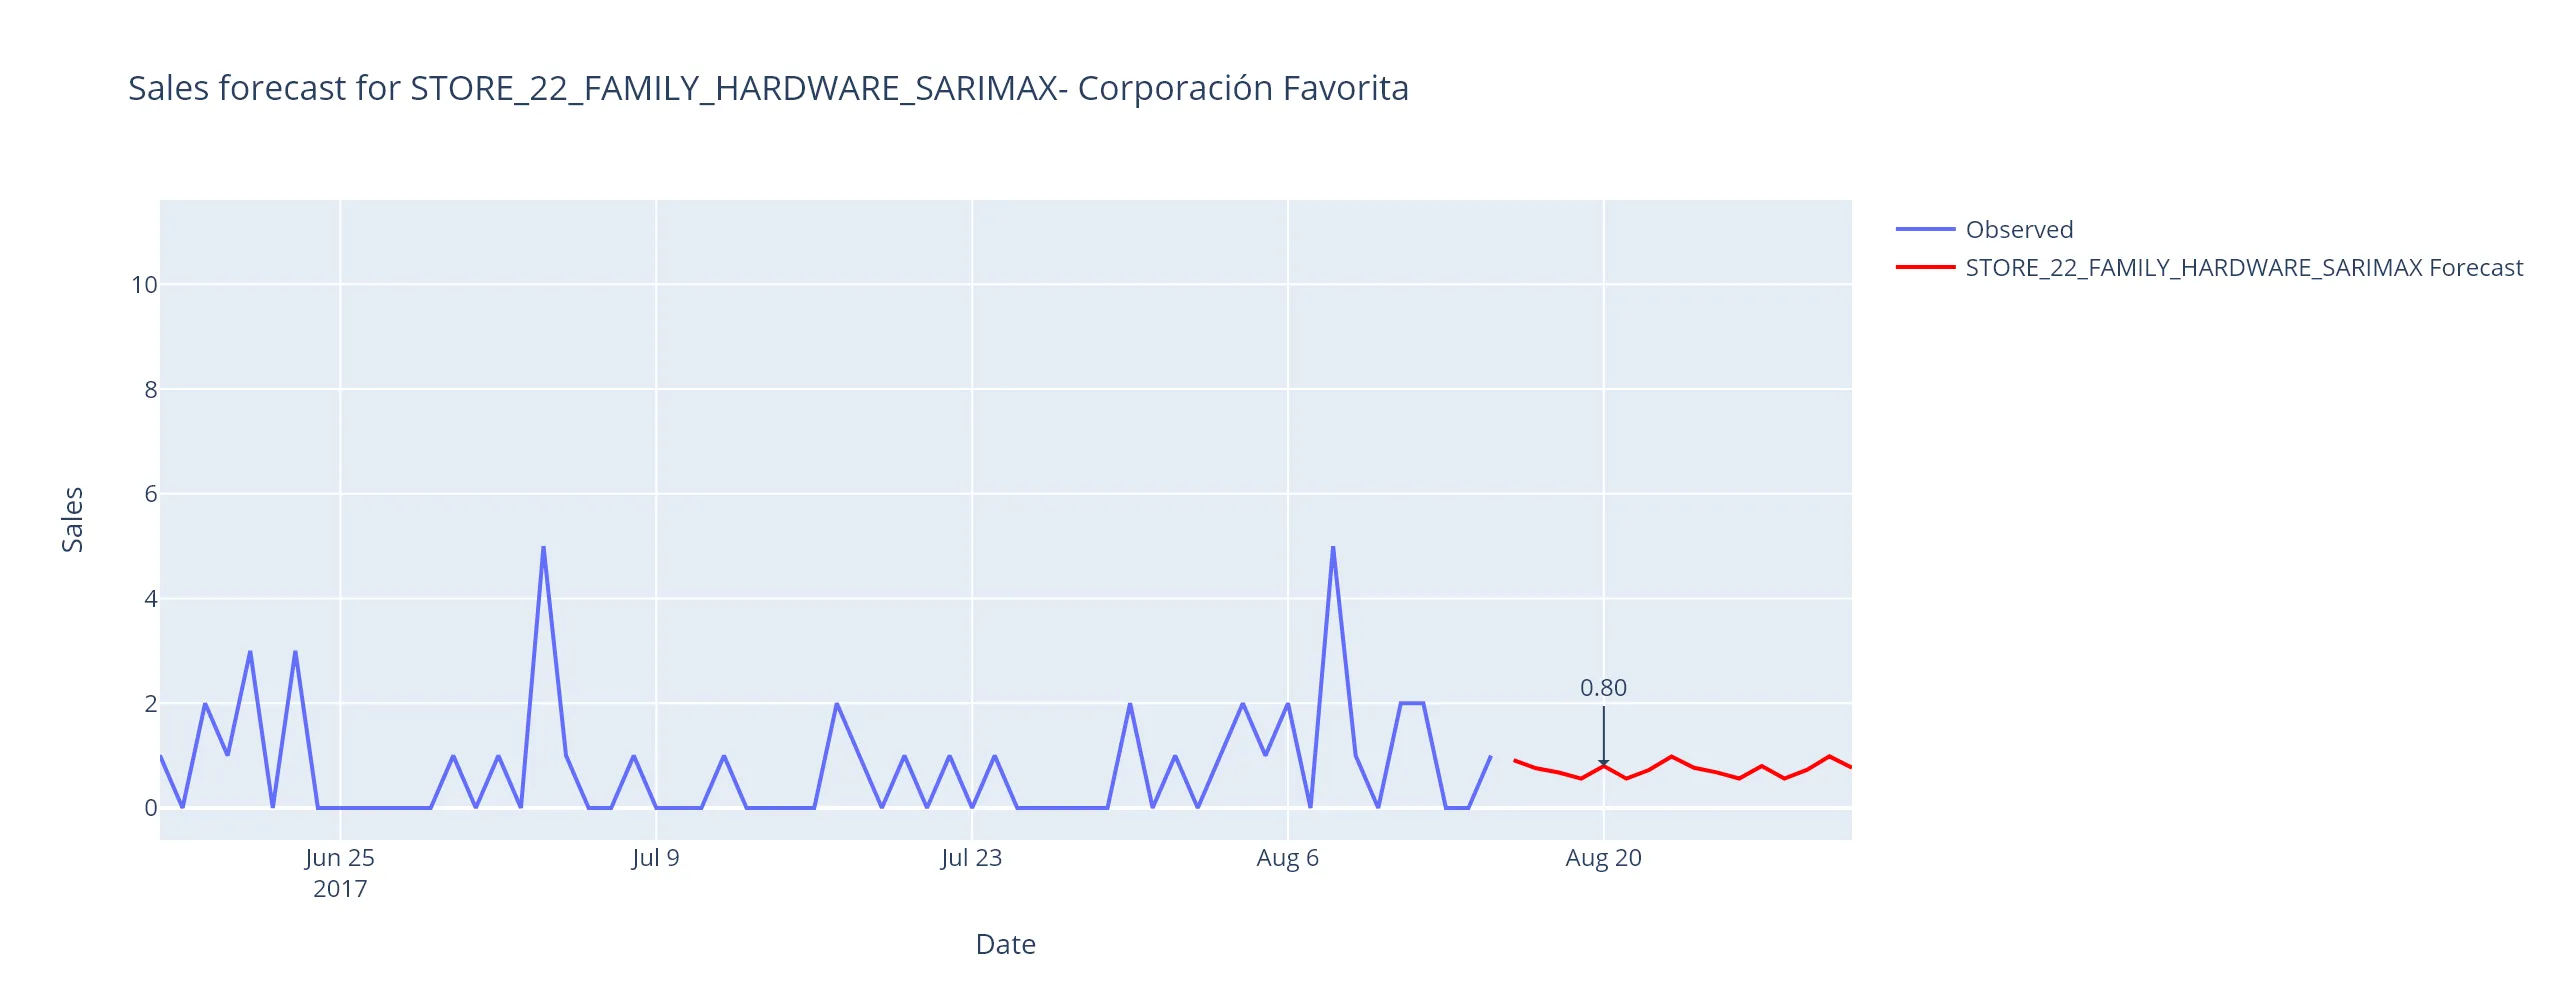 Sales forecast for STORE_22_FAMILY_HARDWARE_SARIMAX- Corporación Favorita
Observed
STORE_22_FAMILY_HARDWARE_SARIMAX Forecast
10
8
6
4
2
0
Sales
0.80
Jun 25
2017
Jul 9
Jul 23
Aug 6
Aug 20
Date